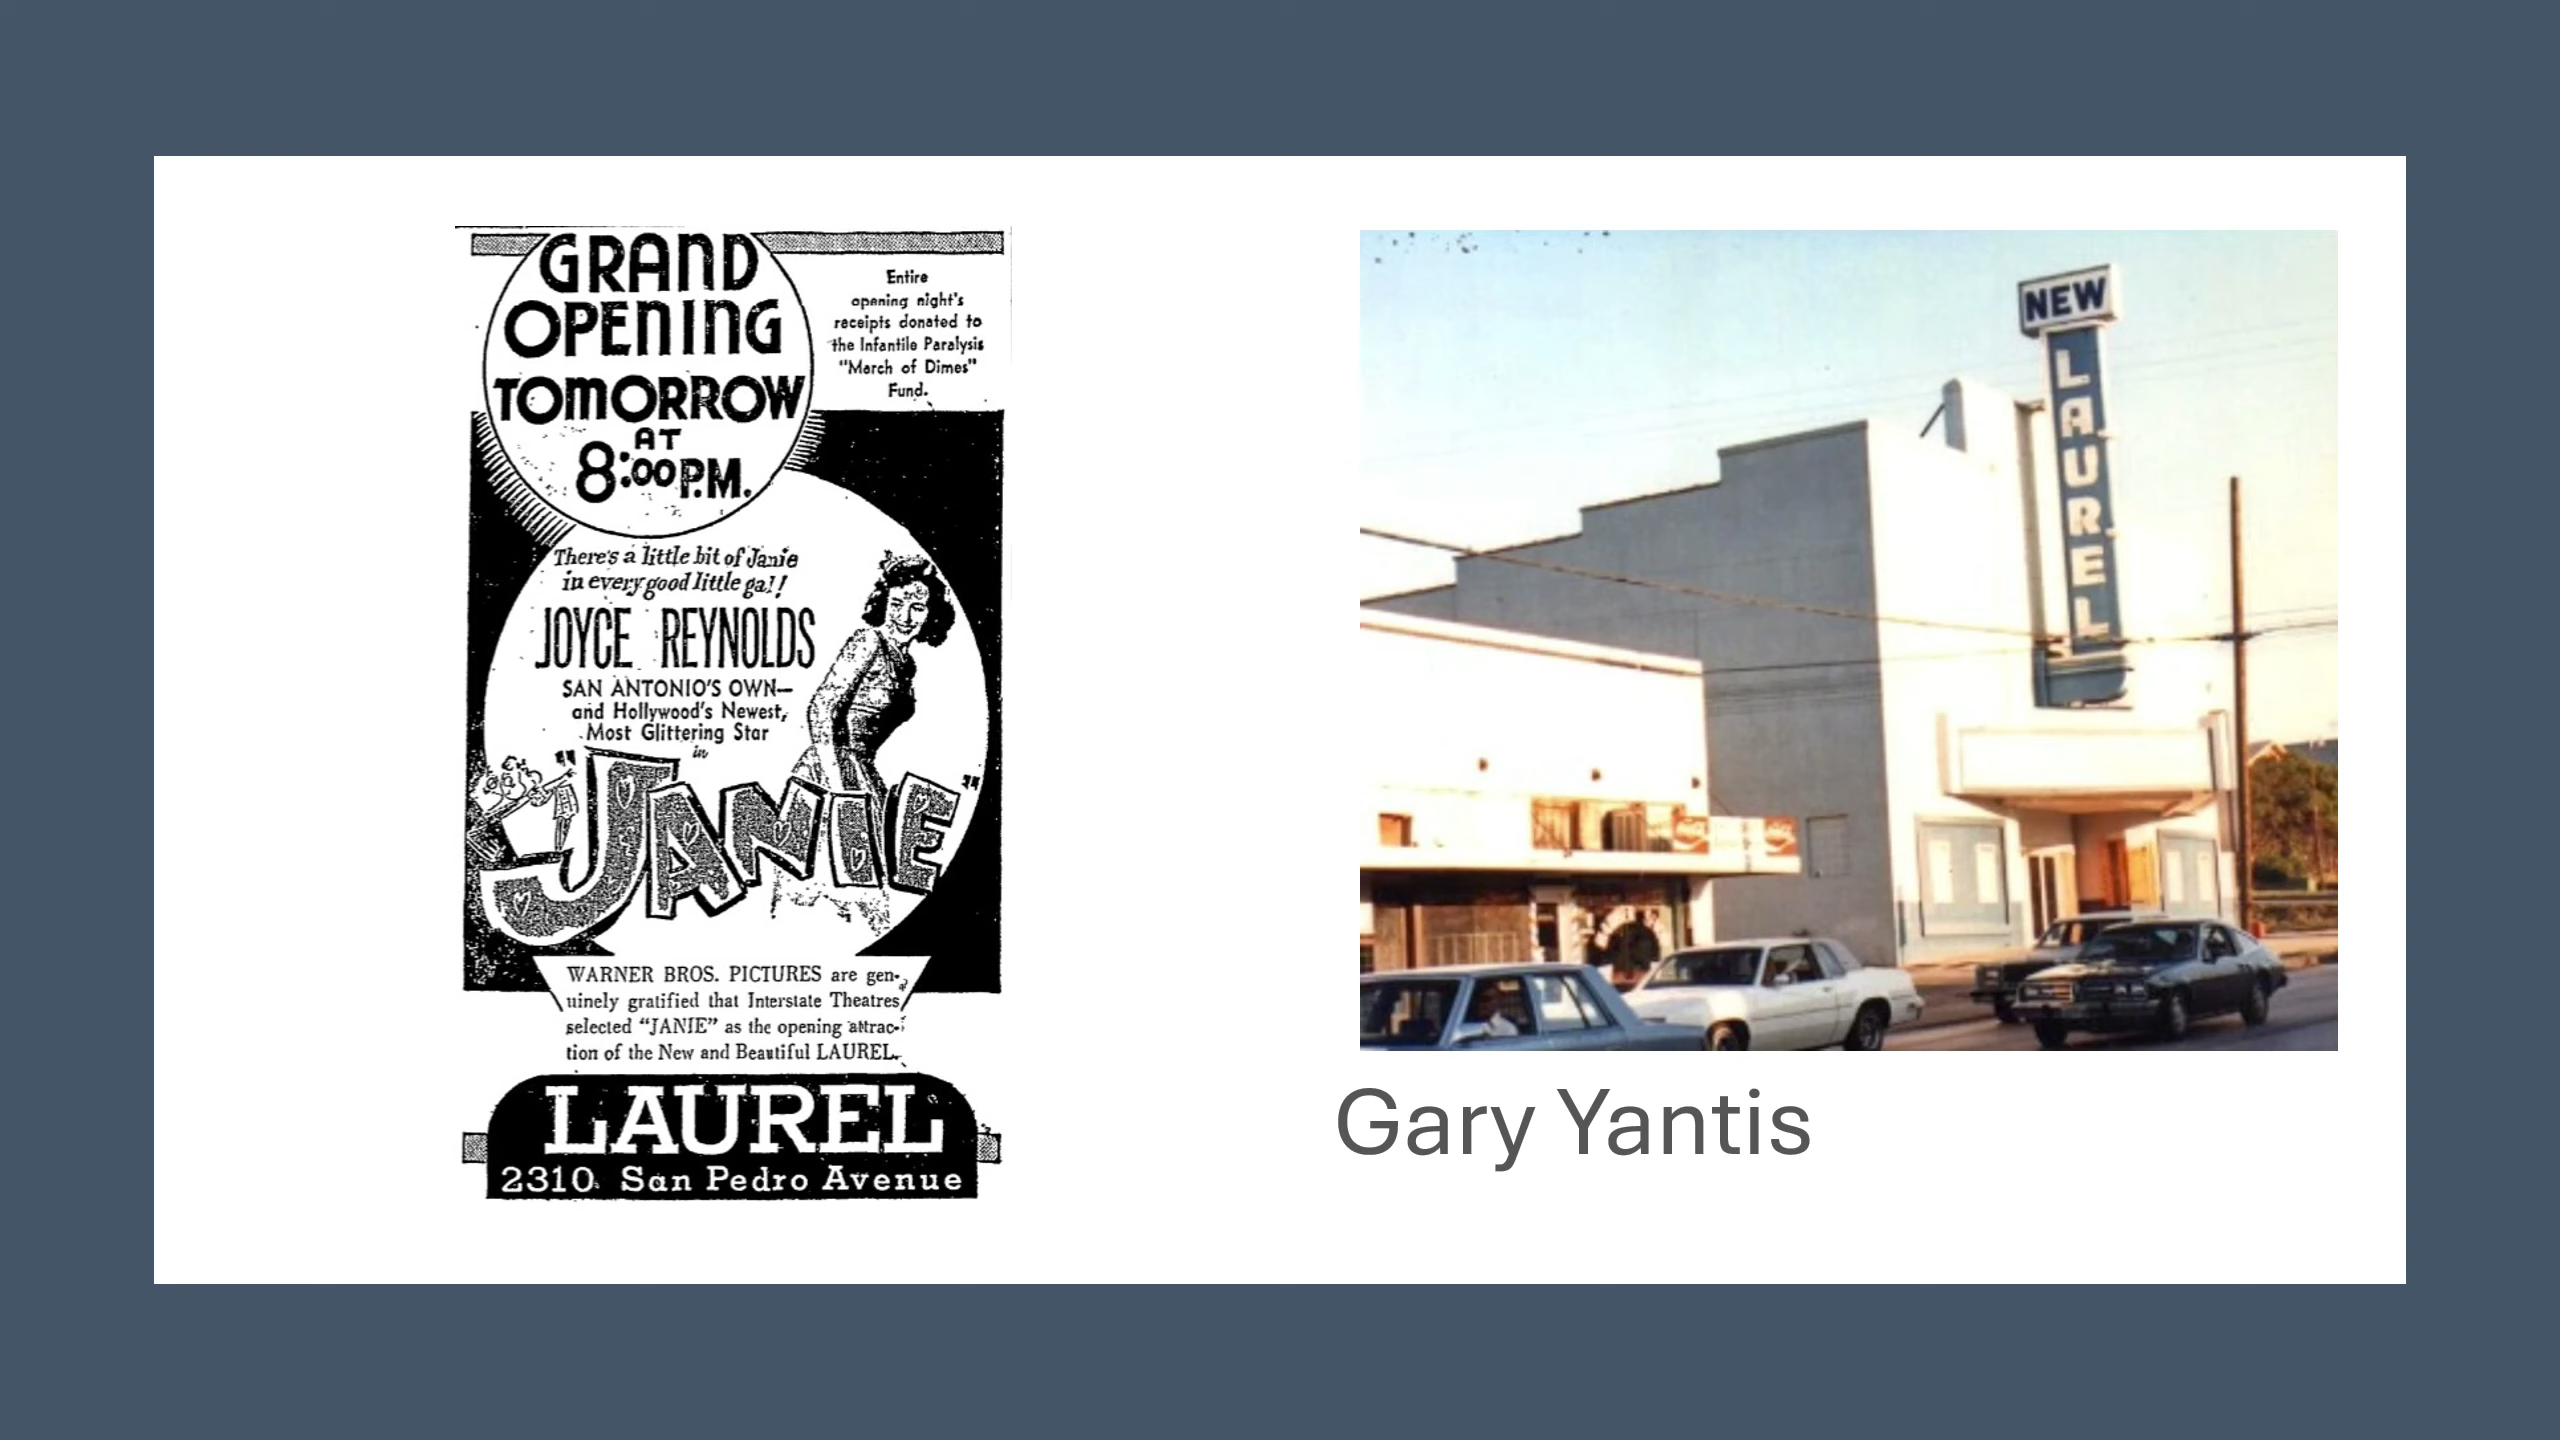 GRAND
OPENING
TOMORROW
AT
8:00 P.M.
Entire
opening night's
receipts donated to
the Infantile Paralysis
"March of Dimes"
Fund.
There's a little bit of Janie
in every good little gal!
JOYCE REYNOLDS
SAN ANTONIO'S OWN—
and Hollywood's Newest,
Most Glittering Star
in
"JANIE"
WARNER BROS. PICTURES are gen-
uinely gratified that Interstate Theatres
selected "JANIE" as the opening attrac-
tion of the New and Beautiful LAUREL.
LAUREL
2310 San Pedro Avenue
NEW
LAUREL
Gary Yantis